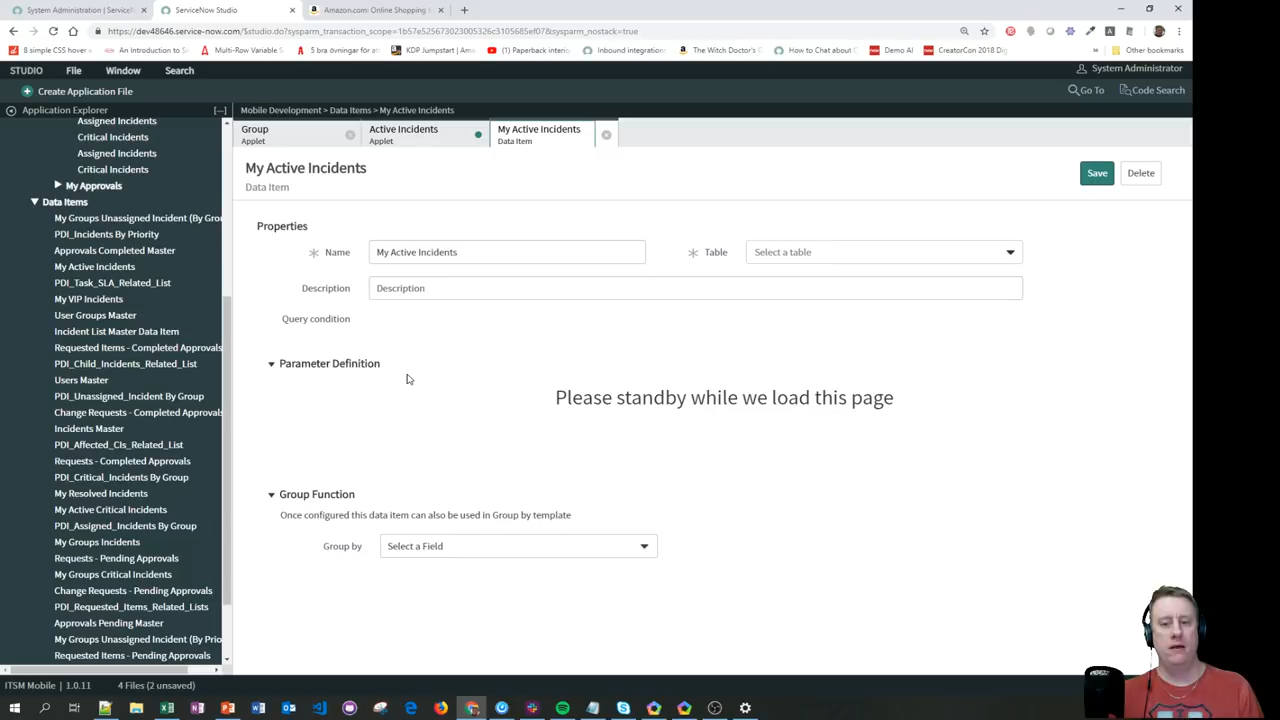 System Administration | ServiceN
ServiceNow Studio
Amazon.com: Online Shopping f
https://dev48646.service-now.com/$studio.do?sysparm_transaction_scope=1b57e5257465005326c3105685ef07&sysparm_nostack=true
8 simple CSS hover
An Introduction to S
Multi-Row Variable S
5 bra övningar för at
KDP Jumpstart | Ap
(1) Paperback interio
Inbound integrations
The Witch Doctor's G
How to Chat about C
Demo AI
CreatorCon 2018 Dig
Other bookmarks
STUDIO File Window Search
System Administrator
Create Application File
Go To
Code Search
Application Explorer
Mobile Development > Data Items > My Active Incidents
Assigned Incidents
Critical Incidents
Assigned Incidents
Critical Incidents
My Approvals
Data Items
My Groups Unassigned Incident (By Grou
PDI_Incidents By Priority
Approvals Completed Master
My Active Incidents
PDI_Task_SLA_Related_List
My VIP Incidents
User Groups Master
Incident List Master Data Item
Requested Items - Completed Approvals
PDI_Child_Incidents_Related_List
Users Master
PDI_Unassigned_Incident By Group
Change Requests - Completed Approvals
Incidents Master
PDI_Affected_CIs_Related_List
Requests - Completed Approvals
PDI_Critical_Incidents By Group
My Resolved Incidents
My Active Critical Incidents
PDI_Assigned_Incidents By Group
My Groups Incidents
Requests - Pending Approvals
My Groups Critical Incidents
Change Requests - Pending Approvals
PDI_Requested_Items_Related_Lists
Approvals Pending Master
My Groups Unassigned Incident (By Prio
Requested Items - Pending Approvals
Group
Applet
Active Incidents
Applet
My Active Incidents
Data Item
My Active Incidents
Data Item
Save
Delete
Properties
Name
My Active Incidents
Table
Select a table
Description
Description
Query condition
Parameter Definition
Please standby while we load this page
Group Function
Once configured this data item can also be used in Group by template
Group by
Select a Field
ITSM Mobile | 1.0.11
4 Files (2 unsaved)